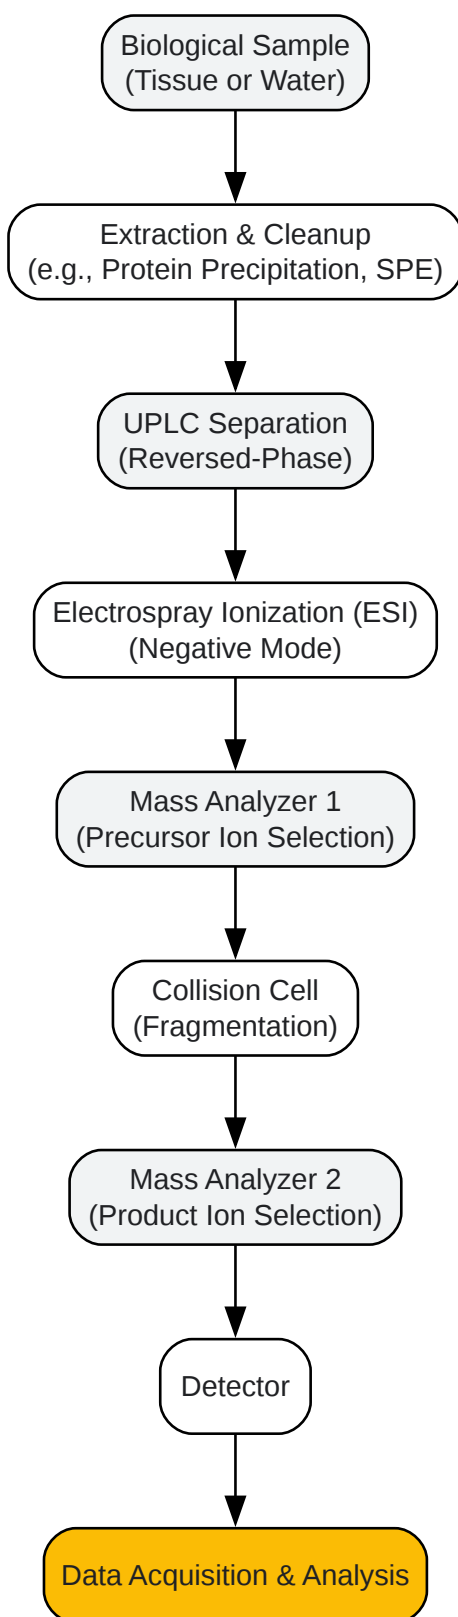 Biological Sample
(Tissue or Water)
Extraction & Cleanup
(e.g., Protein Precipitation, SPE)
UPLC Separation
(Reversed-Phase)
Electrospray Ionization (ESI)
(Negative Mode)
Mass Analyzer 1
(Precursor Ion Selection)
Collision Cell
(Fragmentation)
Mass Analyzer 2
(Product Ion Selection)
Detector
Data Acquisition & Analysis